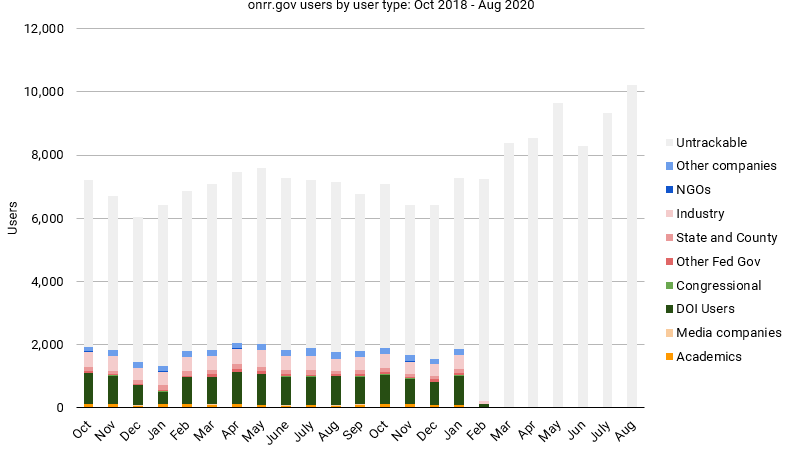 onrr.gov users by user type: Oct 2018 - Aug 2020
12,000
10,000
8,000
6,000
4,000
2,000
0
Users
Oct Nov Dec Jan Feb Mar Apr May June July Aug Sep Oct Nov Dec Jan Feb Mar Apr May Jun July Aug
Untrackable
Other companies
NGOs
Industry
State and County
Other Fed Gov
Congressional
DOI Users
Media companies
Academics